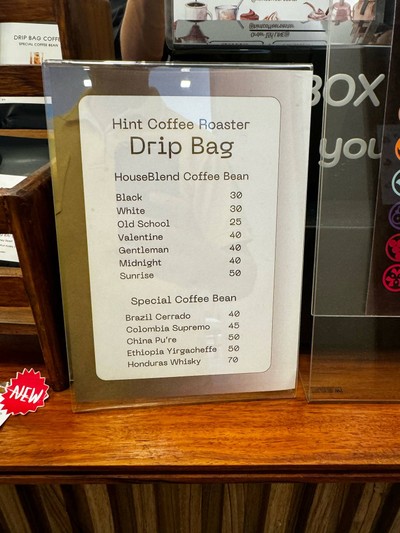 DRIP BAG COFFE
SPECIAL COFFEE BEAN
Hint Coffee Roaster
Drip Bag
HouseBlend Coffee Bean
Black 30
White 30
Old School 25
Valentine 40
Gentleman 40
Midnight 40
Sunrise 50
Special Coffee Bean
Brazil Cerrado 40
Colombia Supremo 45
China Pu're 50
Ethiopia Yirgacheffe 50
Honduras Whisky 70
BOX
you
NEW